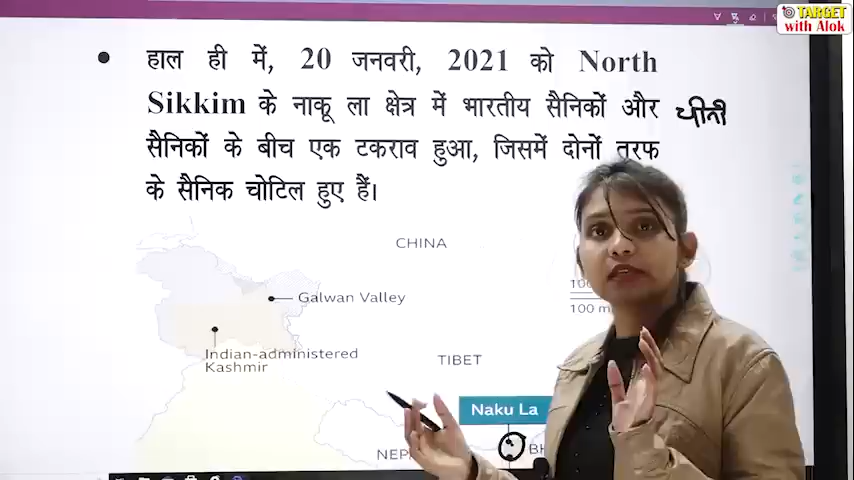 TARGET
with Alok
हाल ही में, 20 जनवरी, 2021 को North
Sikkim के नाकू ला क्षेत्र में भारतीय सैनिकों और चीनी
सैनिकों के बीच एक टकराव हुआ, जिसमें दोनों तरफ
के सैनिक चोटिल हुए हैं।
CHINA
Galwan Valley
100 m
Indian-administered
Kashmir
TIBET
Naku La